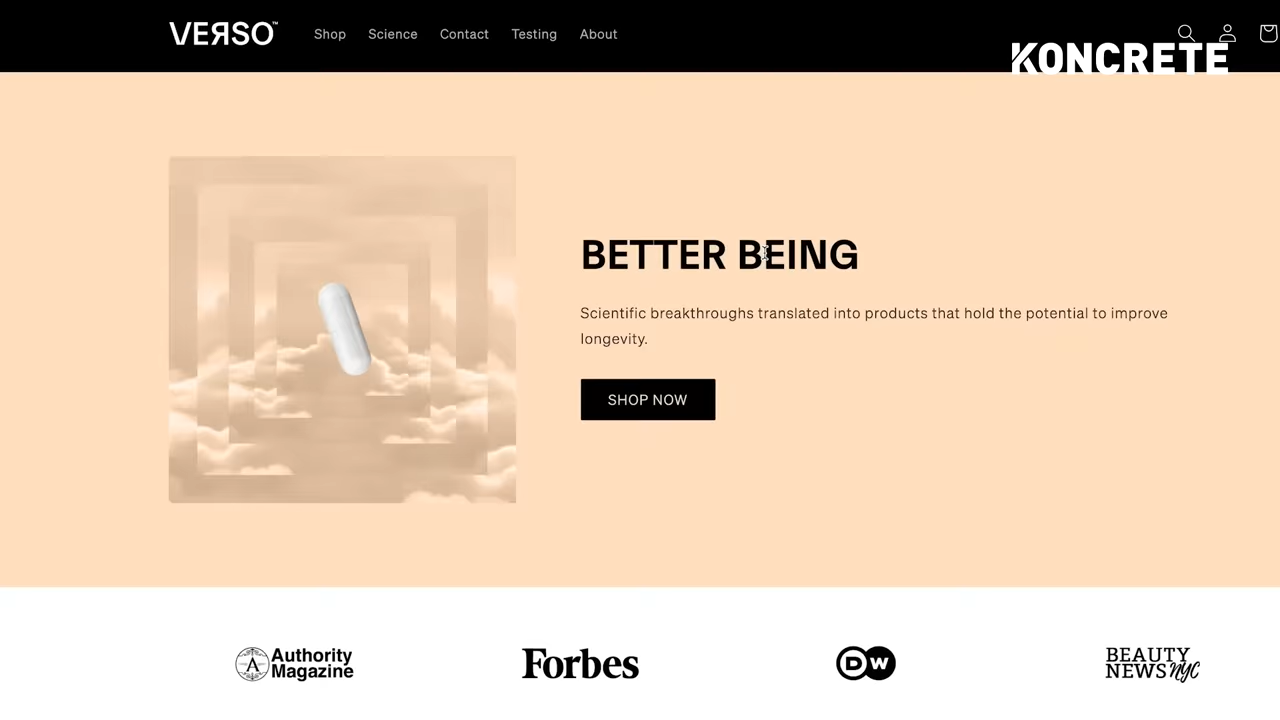 VERSO™
Shop
Science
Contact
Testing
About
KONCRETE
BETTER BEING
Scientific breakthroughs translated into products that hold the potential to improve
longevity.
SHOP NOW
A
Authority
Magazine
Forbes
DW
BEAUTY
NEWS NYC